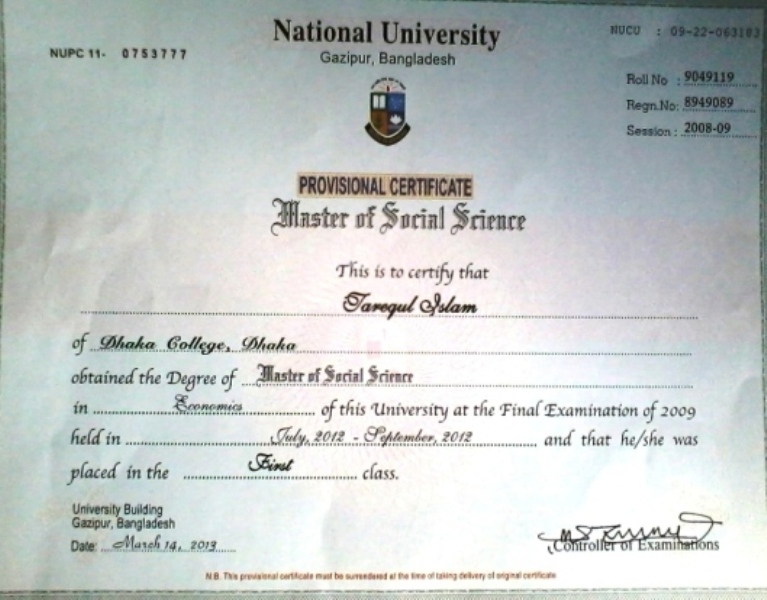 National University
NUCU : 09-22-063183
NUPC 11- 0753777
Gazipur, Bangladesh
Roll No : 9049119
Regn.No: 8949089
Session : 2008-09
PROVISIONAL CERTIFICATE
Master of Social Science
This is to certify that
Tarequl Islam
of Dhaka College, Dhaka
obtained the Degree of Master of Social Science
in Economics of this University at the Final Examination of 2009
held in July, 2012 - September, 2012 and that he/she was
placed in the First class.
University Building
Gazipur, Bangladesh
Date: March 14, 2013
Controller of Examinations
N.B. This provisional certificate must be surrendered at the time of taking delivery of original certificate